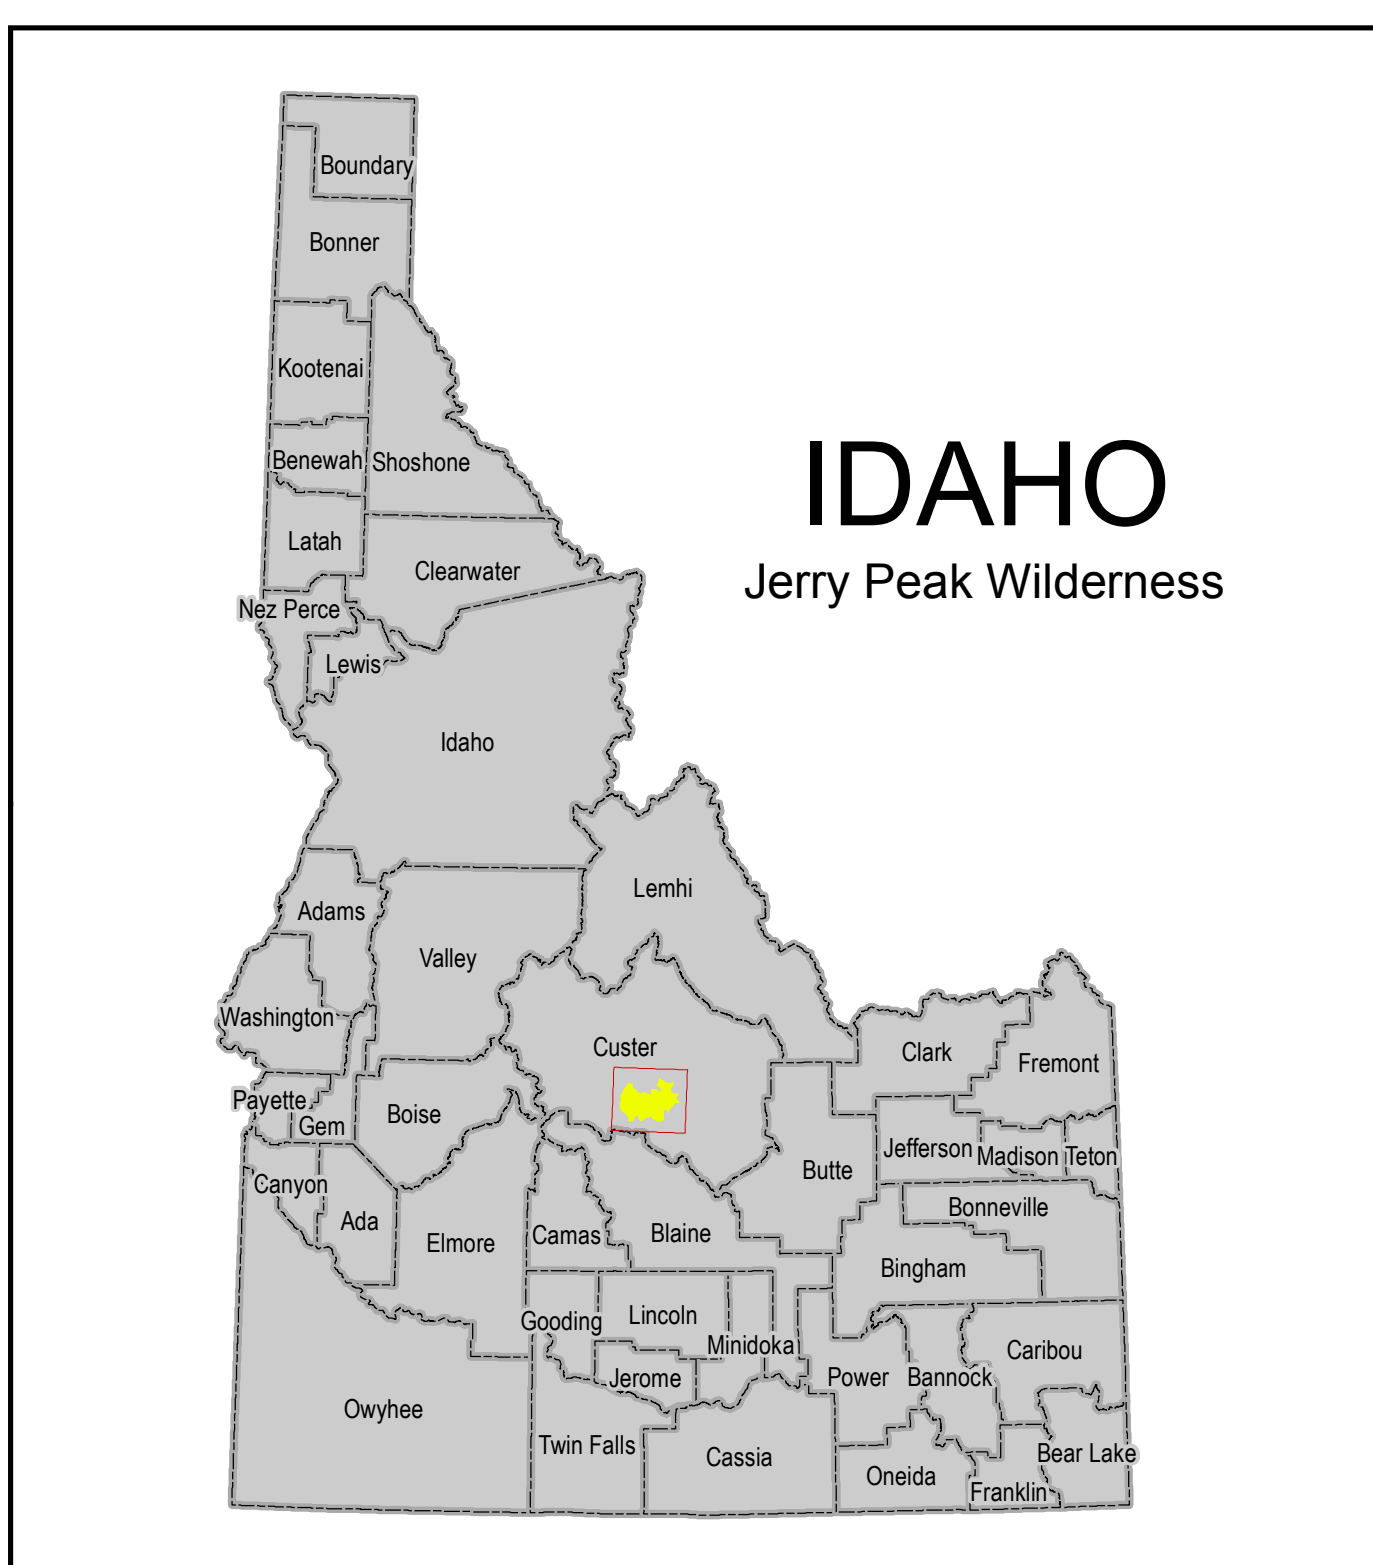 Boundary
Bonner
Kootenai
IDAHO
Benewah
Shoshone
Latah
Clearwater
Jerry Peak Wilderness
Nez Perce
Lewis
Idaho
Lemhi
Adams
Valley
Washington
Custer
Clark
Fremont
Payette
Gem
Boise
Jefferson
Madison
Teton
Butte
Canyon
Ada
Bonneville
Elmore
Camas
Blaine
Bingham
Gooding
Lincoln
Minidoka
Caribou
Jerome
Power
Bannock
Owyhee
Twin Falls
Cassia
Bear Lake
Oneida
Franklin